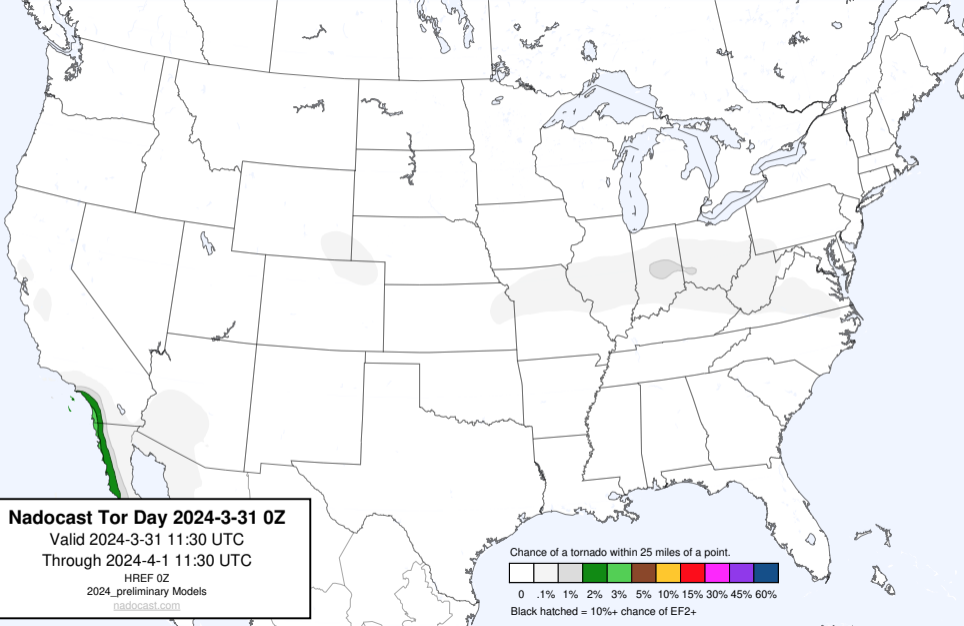 Nadocast Tor Day 2024-3-31 0Z
Valid 2024-3-31 11:30 UTC
Through 2024-4-1 11:30 UTC
HREF 0Z
2024_preliminary Models
nadocast.com
Chance of a tornado within 25 miles of a point.
0 .1% 1% 2% 3% 5% 10% 15% 30% 45% 60%
Black hatched = 10%+ chance of EF2+